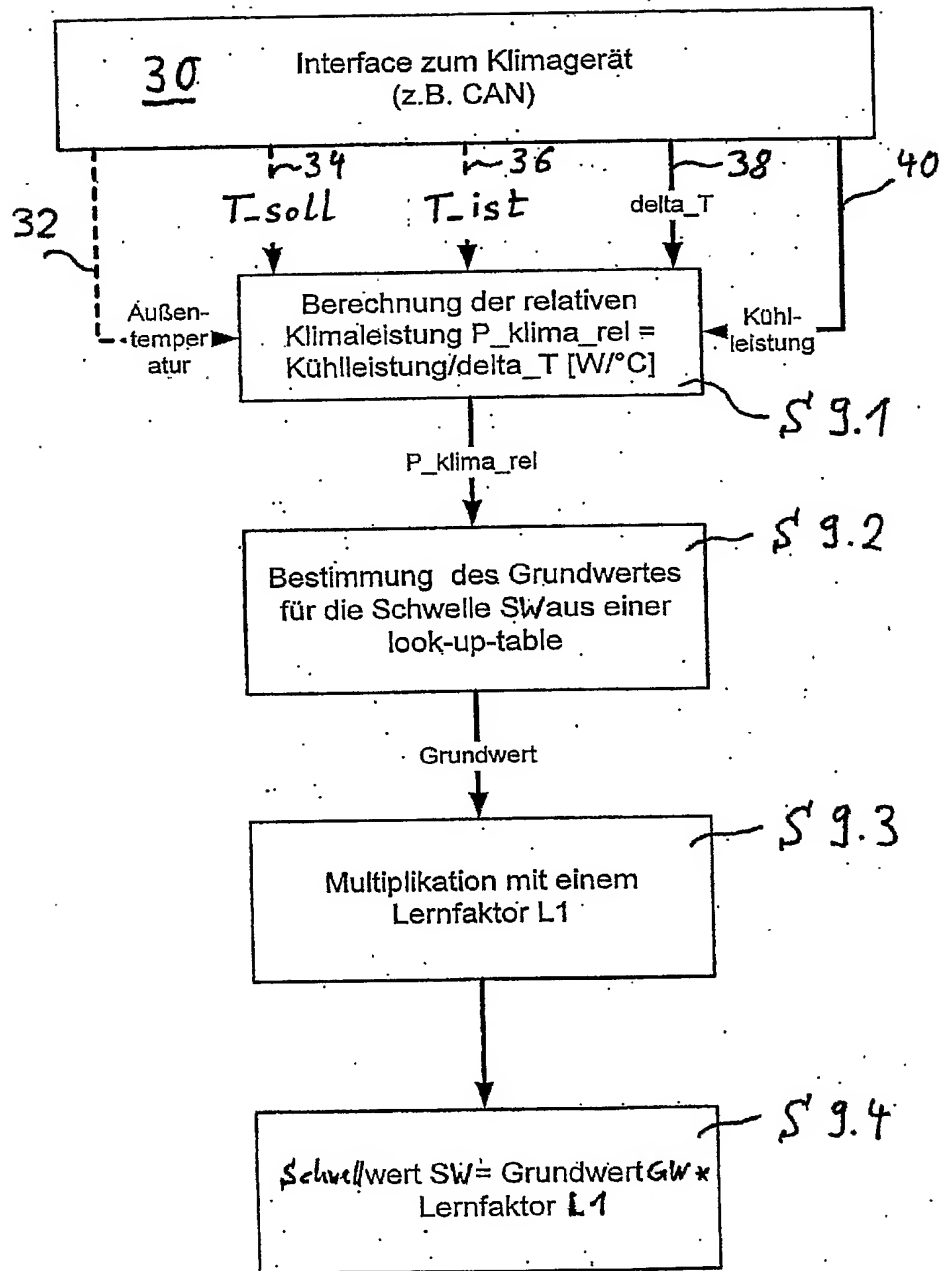 30 Interface zum Klimagerät
(z.B. CAN)
34
36
38
40
32
T_soll
T_ist
delta_T
Außen-
temper
atur
Berechnung der relativen
Klimaleistung P_klima_rel =
Kühlleistung/delta_T [W/°C]
Kühl-
leistung
S 9.1
P_klima_rel
S 9.2
Bestimmung des Grundwertes
für die Schwelle SW aus einer
look-up-table
Grundwert
S 9.3
Multiplikation mit einem
Lernfaktor L1
S 9.4
Schwellwert SW= Grundwert GW *
Lernfaktor L1